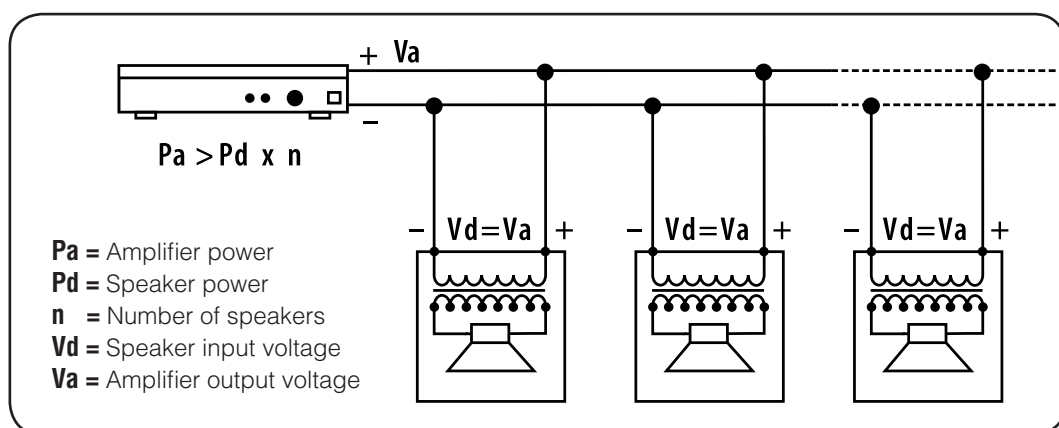 + Va
−
Pa > Pd x n
− Vd=Va +
− Vd=Va +
− Vd=Va +
Pa = Amplifier power
Pd = Speaker power
n = Number of speakers
Vd = Speaker input voltage
Va = Amplifier output voltage